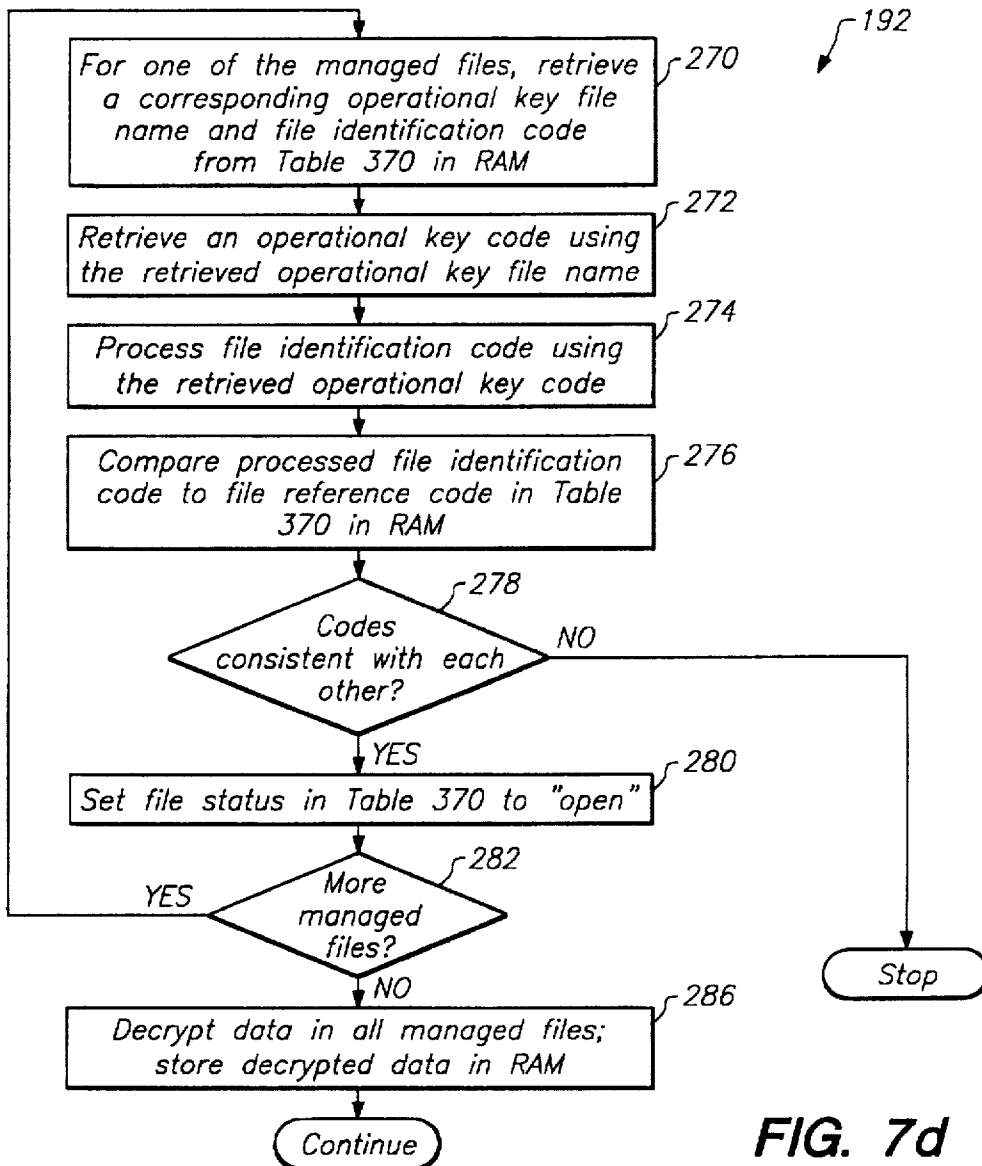 192
For one of the managed files, retrieve
a corresponding operational key file
name and file identification code
from Table 370 in RAM
270
272
Retrieve an operational key code using
the retrieved operational key file name
274
Process file identification code using
the retrieved operational key code
276
Compare processed file identification
code to file reference code in Table
370 in RAM
278
Codes
consistent with each
other?
NO
YES
280
Set file status in Table 370 to "open"
282
YES
More
managed
files?
Stop
NO
286
Decrypt data in all managed files;
store decrypted data in RAM
Continue
FIG. 7d